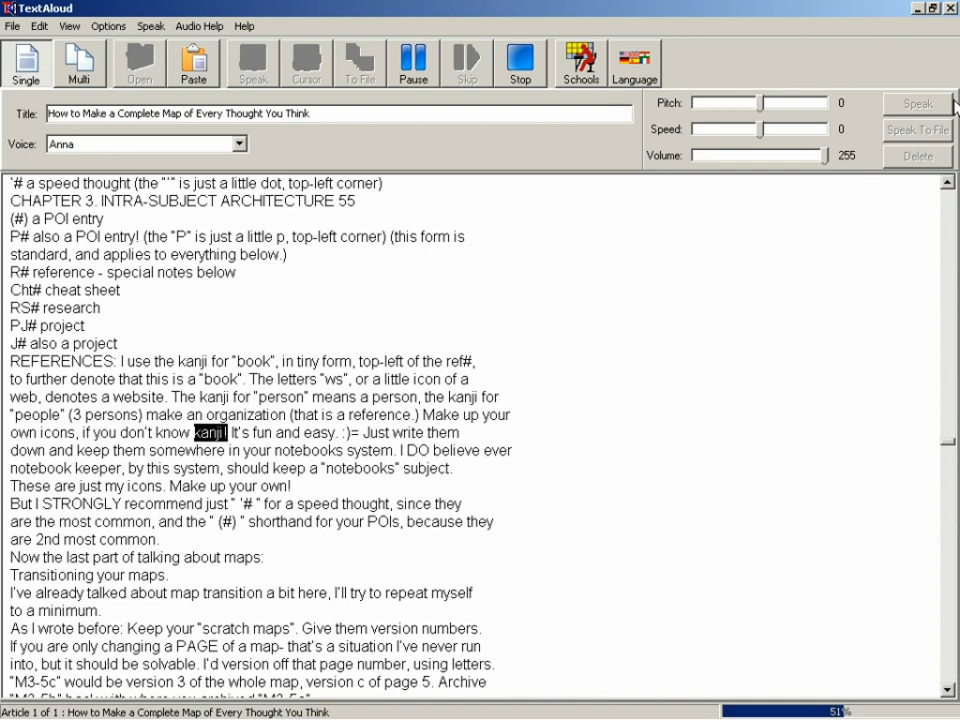 TextAloud
File Edit View Options Speak Audio Help Help
Single Multi Open Paste Speak Cursor To File Pause Skip Stop Schools Language
Title: How to Make a Complete Map of Every Thought You Think
Voice: Anna
Pitch: 0 Speak
Speed: 0 Speak To File
Volume: 255 Delete
'# a speed thought (the "'" is just a little dot, top-left corner)
CHAPTER 3. INTRA-SUBJECT ARCHITECTURE 55
(#) a POI entry
P# also a POI entry! (the "P" is just a little p, top-left corner) (this form is
standard, and applies to everything below.)
R# reference - special notes below
Cht# cheat sheet
RS# research
PJ# project
J# also a project
REFERENCES: I use the kanji for "book", in tiny form, top-left of the ref#,
to further denote that this is a "book". The letters "ws", or a little icon of a
web, denotes a website. The kanji for "person" means a person, the kanji for
"people" (3 persons) make an organization (that is a reference.) Make up your
own icons, if you don't know kanji! It's fun and easy. :)= Just write them
down and keep them somewhere in your notebooks system. I DO believe ever
notebook keeper, by this system, should keep a "notebooks" subject.
These are just my icons. Make up your own!
But I STRONGLY recommend just " '# " for a speed thought, since they
are the most common, and the " (#) " shorthand for your POIs, because they
are 2nd most common.
Now the last part of talking about maps:
Transitioning your maps.
I've already talked about map transition a bit here, I'll try to repeat myself
to a minimum.
As I wrote before: Keep your "scratch maps". Give them version numbers.
If you are only changing a PAGE of a map- that's a situation I've never run
into, but it should be solvable. I'd version off that page number, using letters.
"M3-5c" would be version 3 of the whole map, version c of page 5. Archive
"M3-5b" back with where you archived "M3-5a".
Article 1 of 1 : How to Make a Complete Map of Every Thought You Think 51%